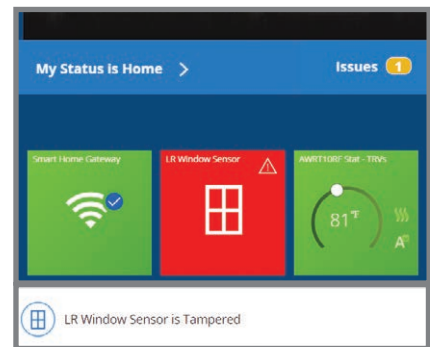 My Status is Home >
Issues 1
Smart Home Gateway
LR Window Sensor
AWRT10RF Stat - TRVs
81°F
A
LR Window Sensor is Tampered